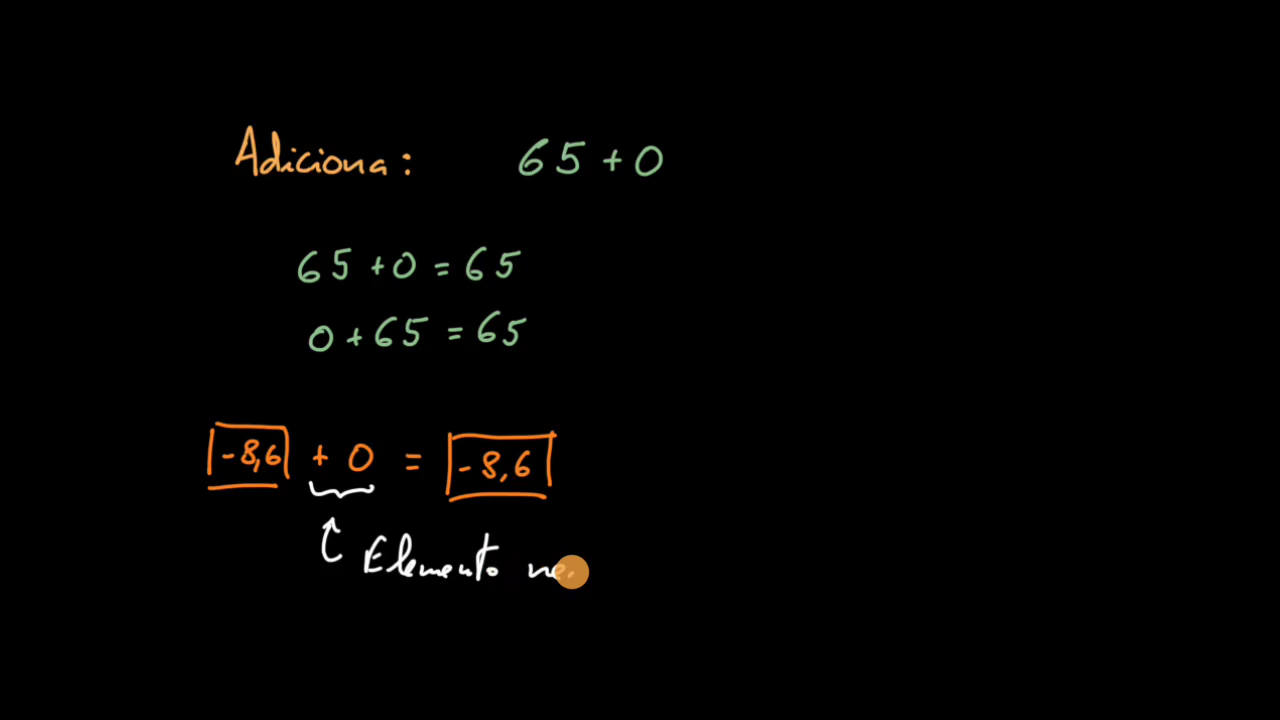 Adiciona: 65 + 0
65 + 0 = 65
0 + 65 = 65
-8,6 + 0 = -8,6
Elemento